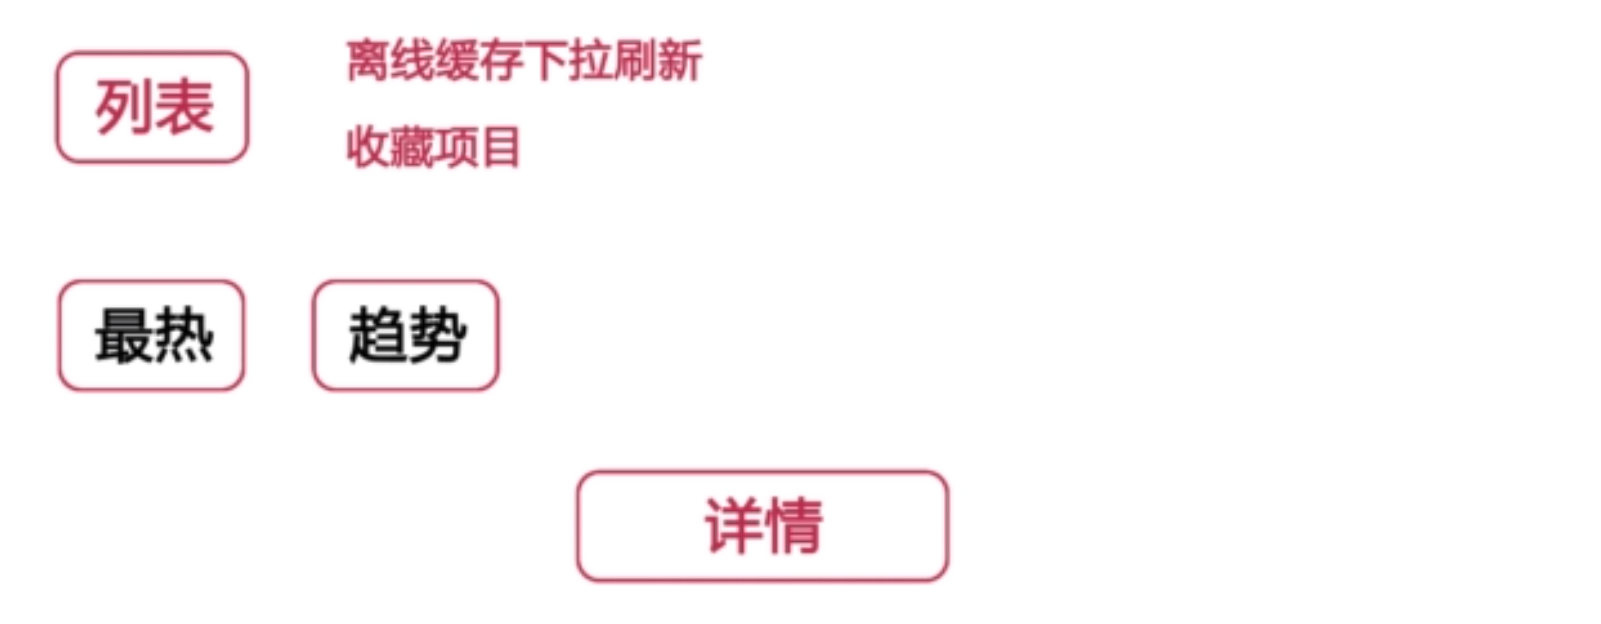 列表
离线缓存下拉刷新
收藏项目
最热
趋势
详情